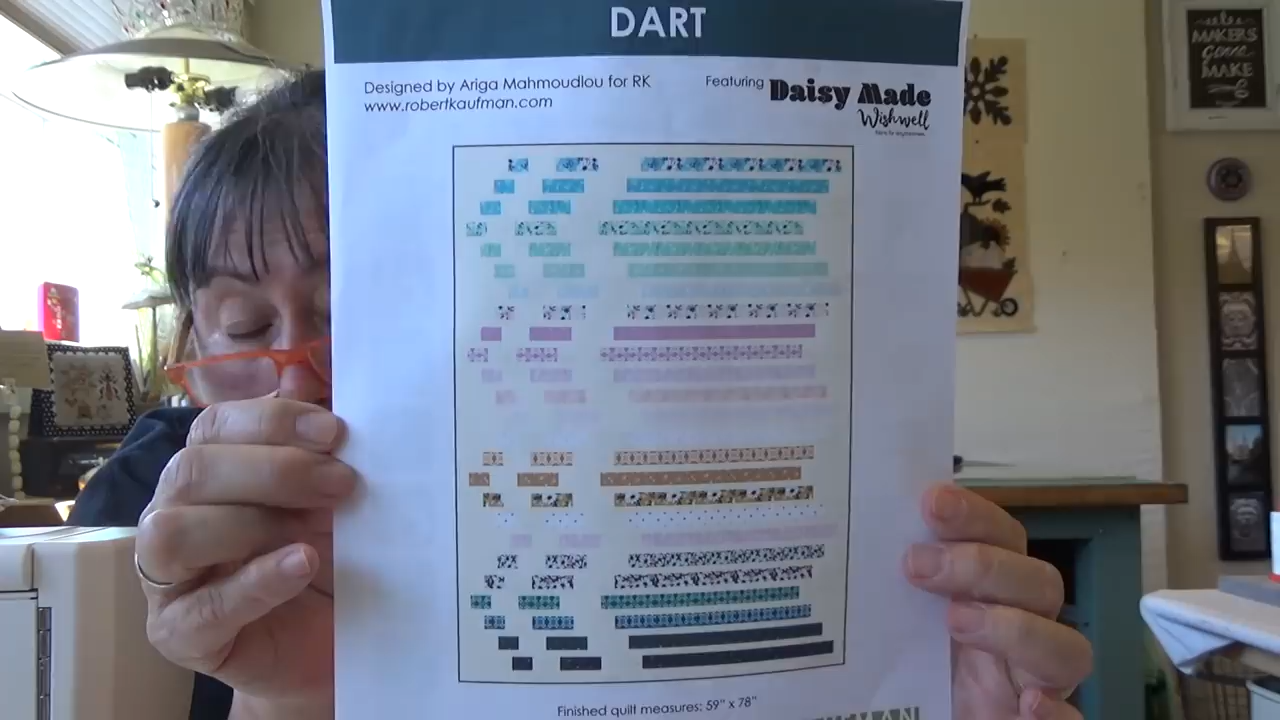 DART
Designed by Ariga Mahmoudlou for RK
www.robertkaufman.com
Featuring
Daisy Made
Wishwell
Finished quilt measures: 59" x 78"
MAKERS
gonna
MAKE